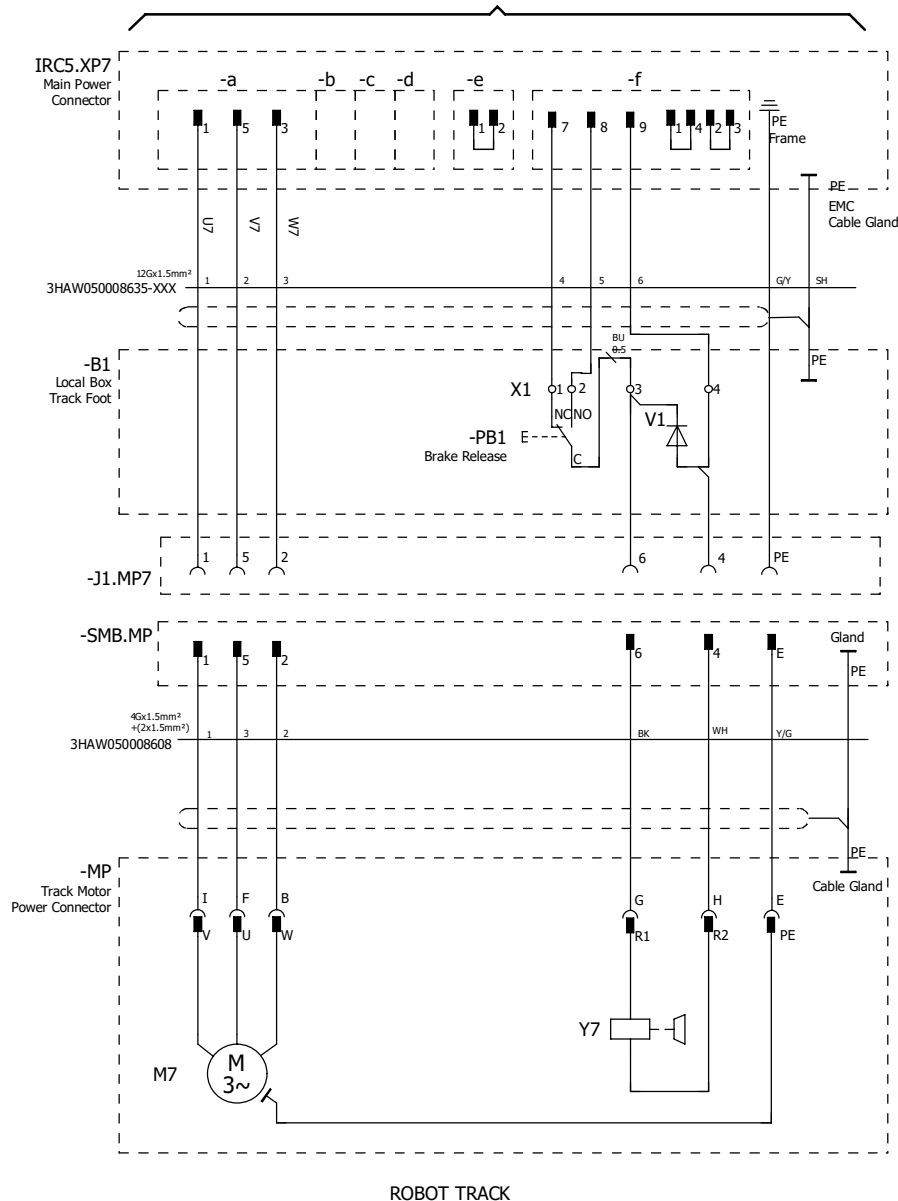 IRC5.XP7
Main Power
Connector
-a -b -c -d -e -f
1 5 3 1 2 7 8 9 1 4 2 3
PE
Frame
PE
EMC
Cable Gland
U7 V7 W7
12Gx1.5mm²
3HAW050008635-XXX
1 2 3 4 5 6 G/Y SH
-B1
Local Box
Track Foot
BU
0.5
PE
X1 1 2 3 4
NC NO
V1
-PB1
Brake Release
E
C
-J1.MP7
1 5 2 6 4 PE
-SMB.MP
Gland
1 5 2 6 4 E
PE
4Gx1.5mm²
+(2x1.5mm²)
3HAW050008608
1 3 2 BK WH Y/G
-MP
Track Motor
Power Connector
PE
Cable Gland
I F B G H E
V U W R1 R2 PE
Y7
M7
M
3~
ROBOT TRACK